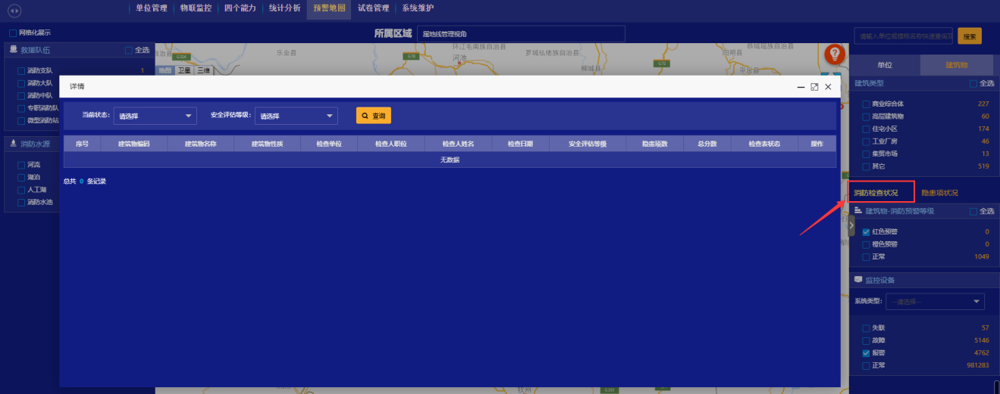 单位管理 物联监控 四个能力 统计分析 预警地图 试卷管理 系统维护
网格化展示
所属区域 属地线管理视角
请输入单位或楼栋名称快速查询 搜索
救援队伍 全选
消防支队 1
消防大队
消防中队
专职消防队
微型消防站
消防水源
河流
湖泊
人工湖
消防水池
乐业县
环江毛南族自治县
河池
罗城仫佬族自治县
柳城县
阳朔县
恭城瑶族自治县
平乐县
地图 卫星 三维
详情
当前状态： 请选择 安全评估等级： 请选择 查询
序号 建筑物编码 建筑物名称 建筑物性质 检查单位 检查人职位 检查人姓名 检查日期 安全评估等级 隐患项数 总分数 检查表状态 操作
无数据
总共 0 条记录
单位 建筑物
建筑类型 全选
商业综合体 227
高层建筑物 60
住宅小区 174
工业厂房 46
集贸市场 13
其它 519
消防检查状况 隐患项状况
建筑物-消防预警等级 全选
红色预警 0
橙色预警 0
正常 1049
监控设备
系统类型： --请选择--
失联 57
故障 5146
报警 4762
正常 981283
钦州